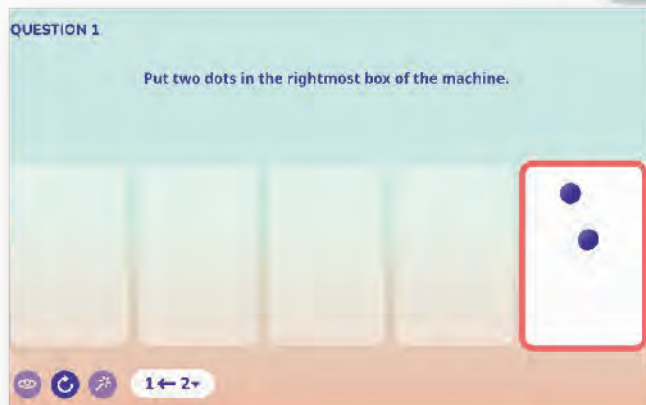 QUESTION 1
Put two dots in the rightmost box of the machine.
1←2